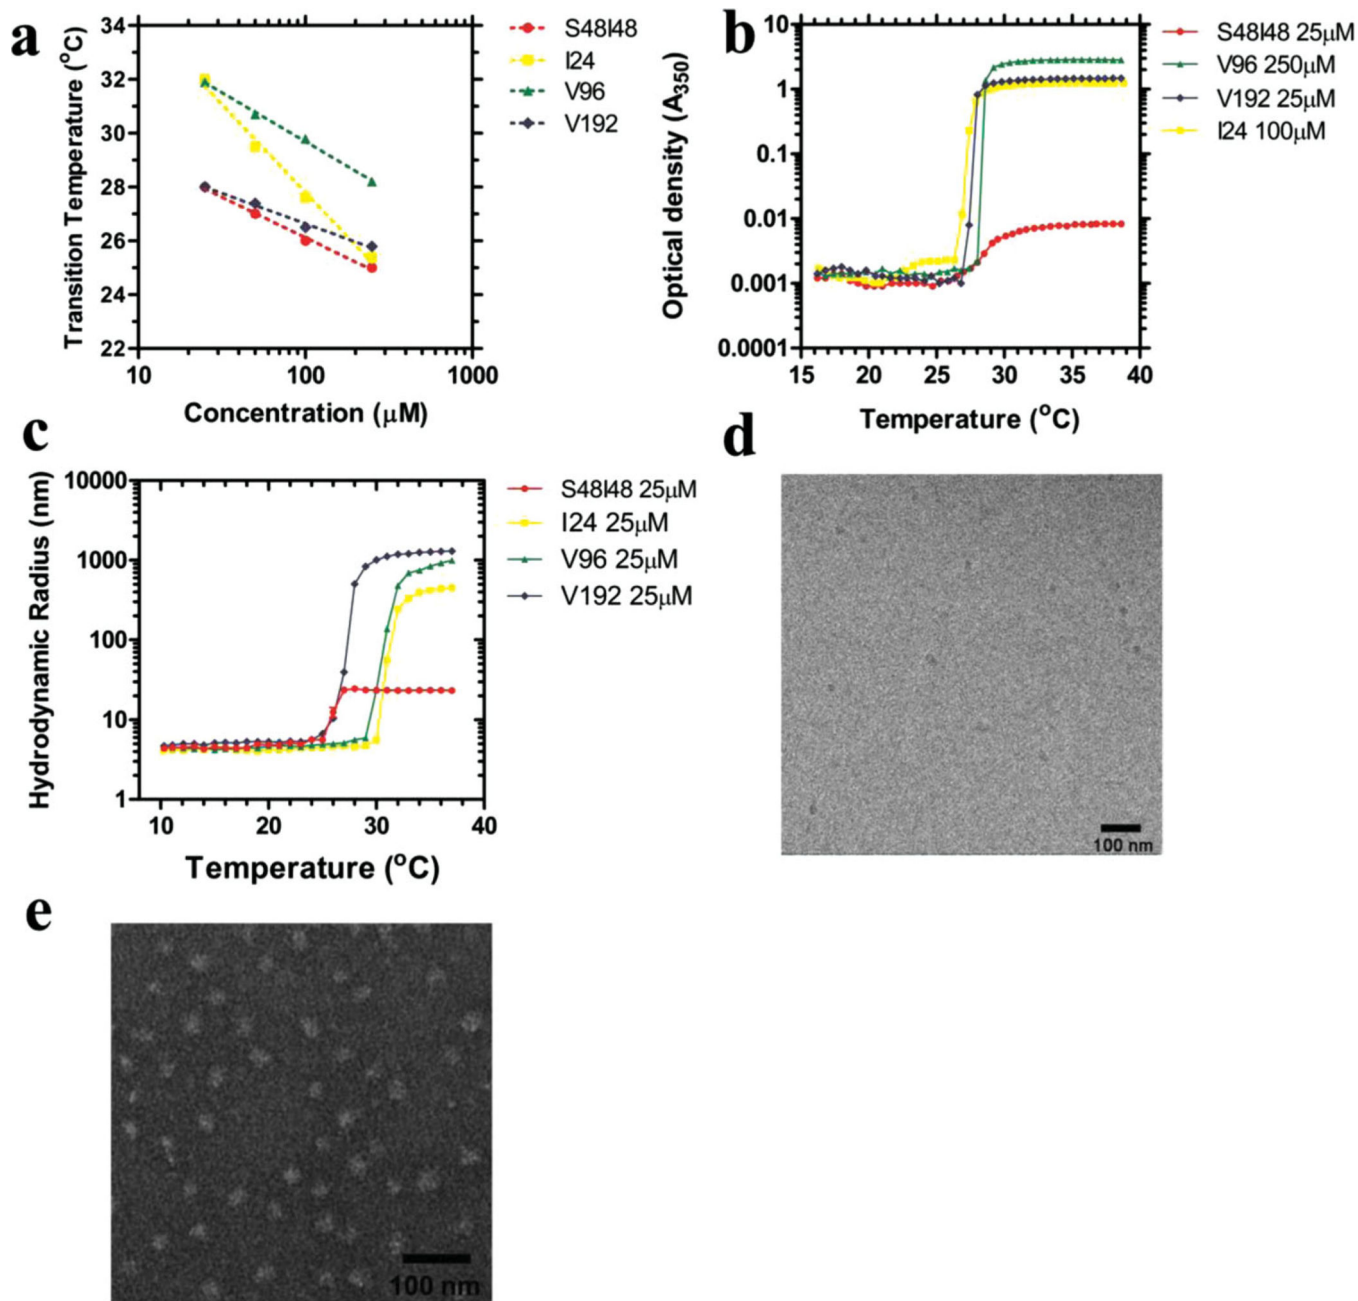 a
Transition Temperature (°C)
34
32
30
28
26
24
22
10
100
1000
Concentration (µM)
S48I48
I24
V96
V192
b
Optical density (A350)
10
1
0.1
0.01
0.001
0.0001
15
20
25
30
35
40
Temperature (°C)
S48I48 25µM
V96 250µM
V192 25µM
I24 100µM
c
Hydrodynamic Radius (nm)
10000
1000
100
10
1
10
20
30
40
Temperature (°C)
S48I48 25µM
I24 25µM
V96 25µM
V192 25µM
d
100 nm
e
100 nm